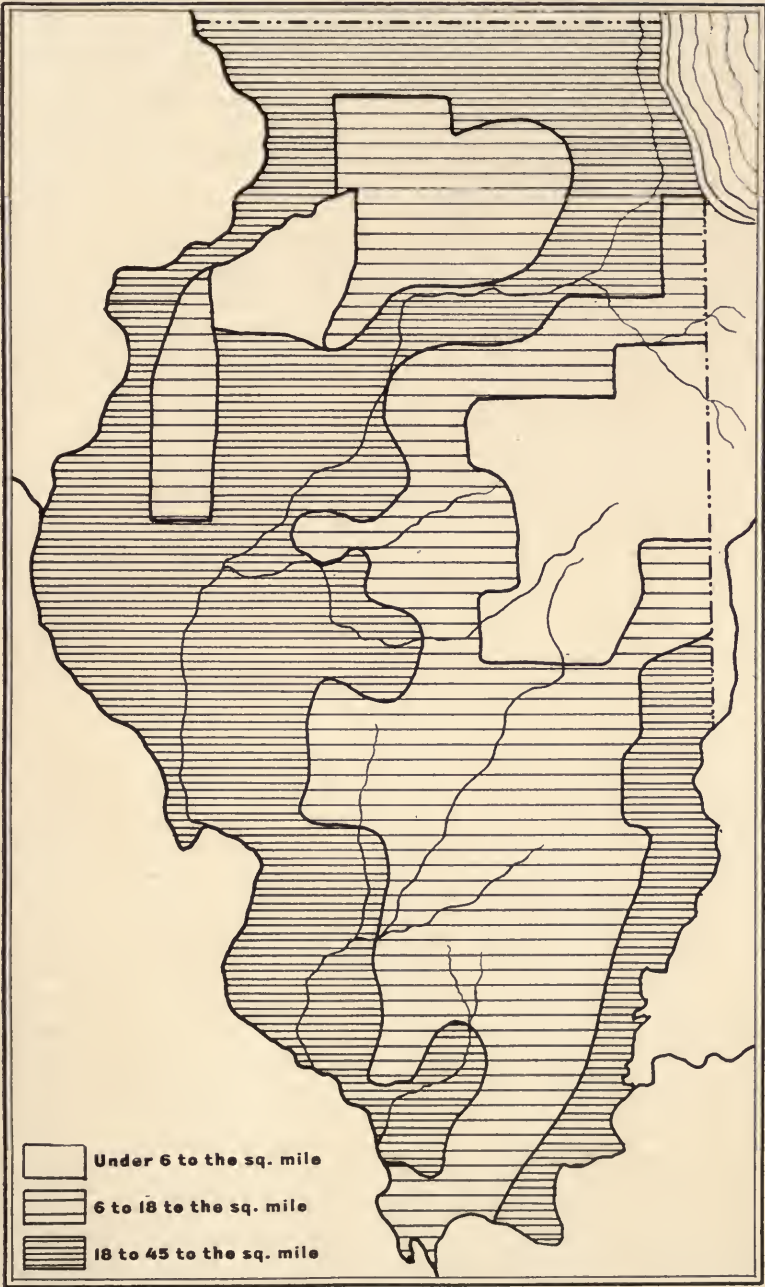 Under 6 to the sq. mile
6 to 18 to the sq. mile
18 to 45 to the sq. mile